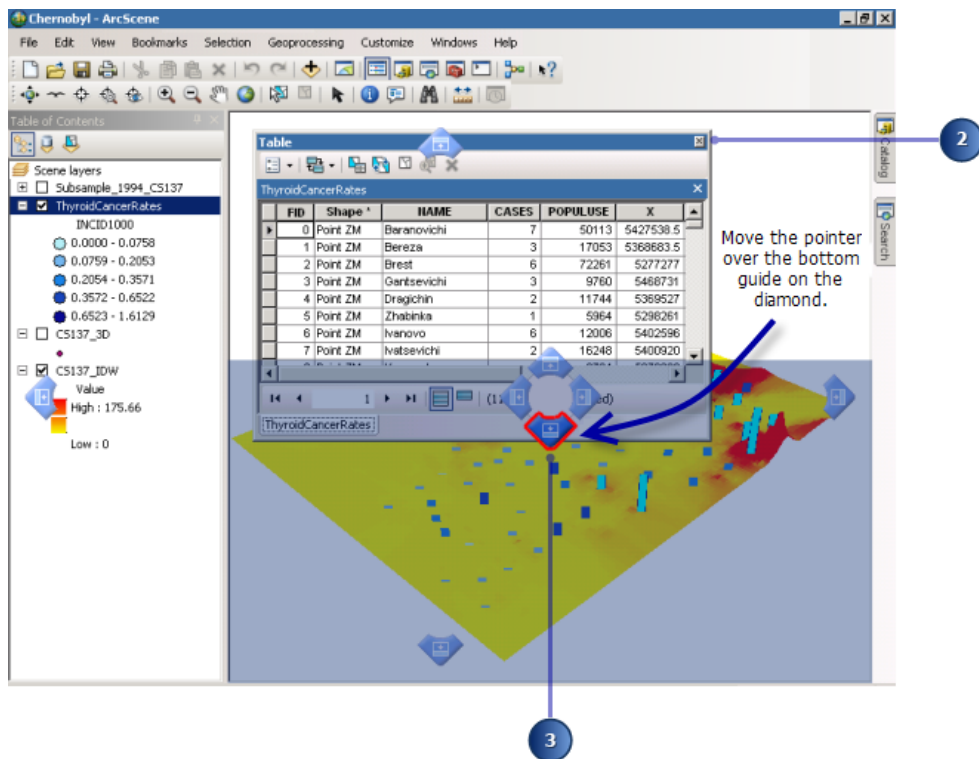 Chernobyl - ArcScene
File Edit View Bookmarks Selection Geoprocessing Customize Windows Help
Table of Contents
Scene layers
Subsample_1994_CS137
ThyroidCancerRates
INCID1000
0.0000 - 0.0758
0.0759 - 0.2053
0.2054 - 0.3571
0.3572 - 0.6522
0.6523 - 1.6129
CS137_3D
CS137_IDW
Value
High : 175.66
Low : 0
Table
ThyroidCancerRates
FID Shape * NAME CASES POPULUSE X
0 Point ZM Baranovichi 7 50113 5427538.5
1 Point ZM Bereza 3 17053 5368683.5
2 Point ZM Brest 6 72261 5277277
3 Point ZM Gantsevichi 3 9760 5468731
4 Point ZM Dragichin 2 11744 5369527
5 Point ZM Zhabinka 1 5964 5298261
6 Point ZM Ivanovo 6 12006 5402596
7 Point ZM Ivatsevichi 2 16248 5400920
1
ThyroidCancerRates
Move the pointer
over the bottom
guide on the
diamond.
Catalog
Search
2
3